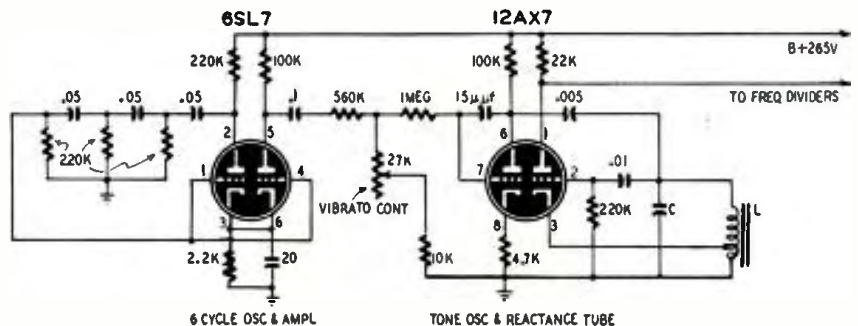 6SL7
12AX7
B+265V
220K
100K
100K
22K
TO FREQ DIVIDERS
.05
.05
.05
.1
560K
1MEG
15μμf
.005
2
5
6
1
220K
27K
.01
1
4
7
2
VIBRATO CONT
220K
C
L
3
6
8
3
2.2K
20
10K
4.7K
6 CYCLE OSC & AMPL
TONE OSC & REACTANCE TUBE